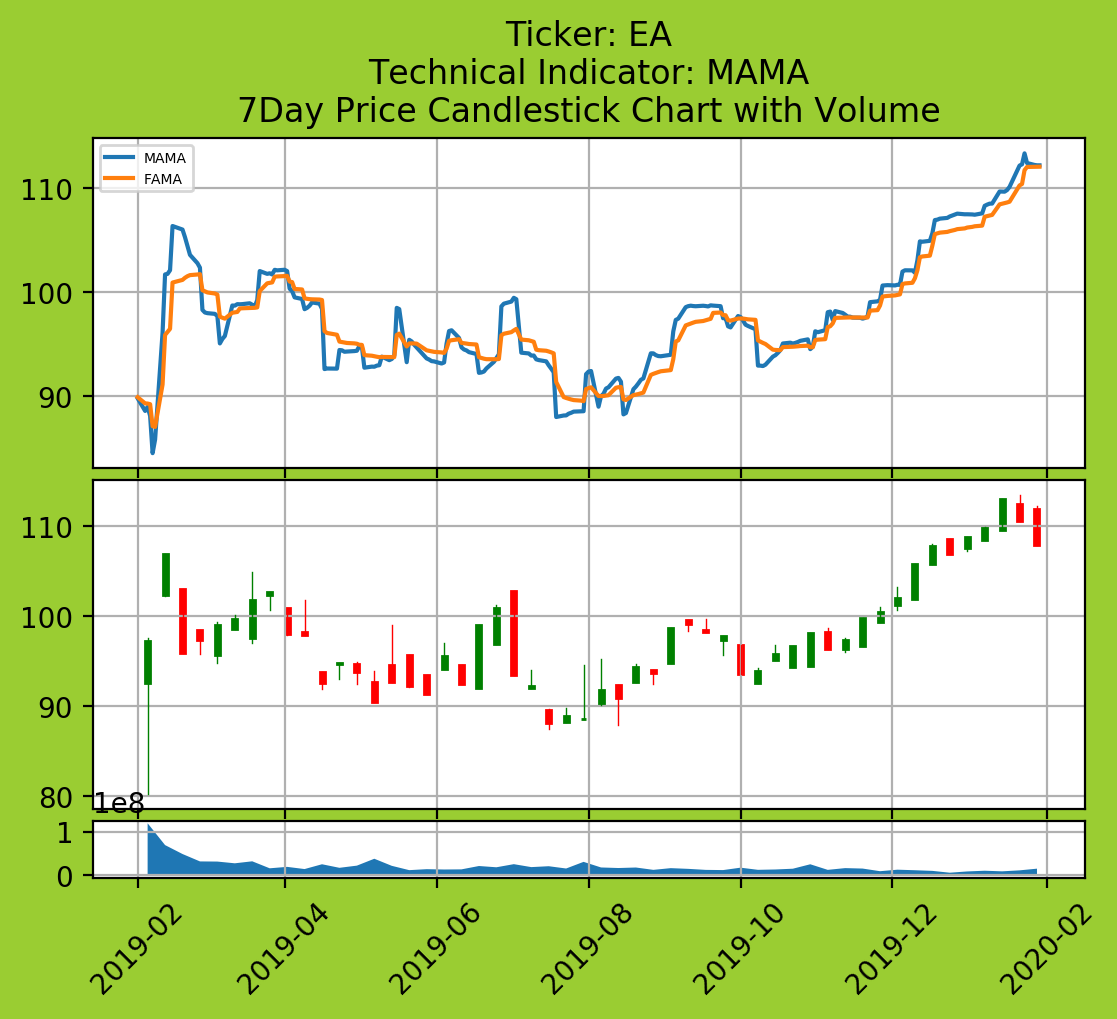 Ticker: EA
Technical Indicator: MAMA
7Day Price Candlestick Chart with Volume
MAMA
FAMA
110
100
90
110
100
90
80
1e8
1
0
2019-02
2019-04
2019-06
2019-08
2019-10
2019-12
2020-02